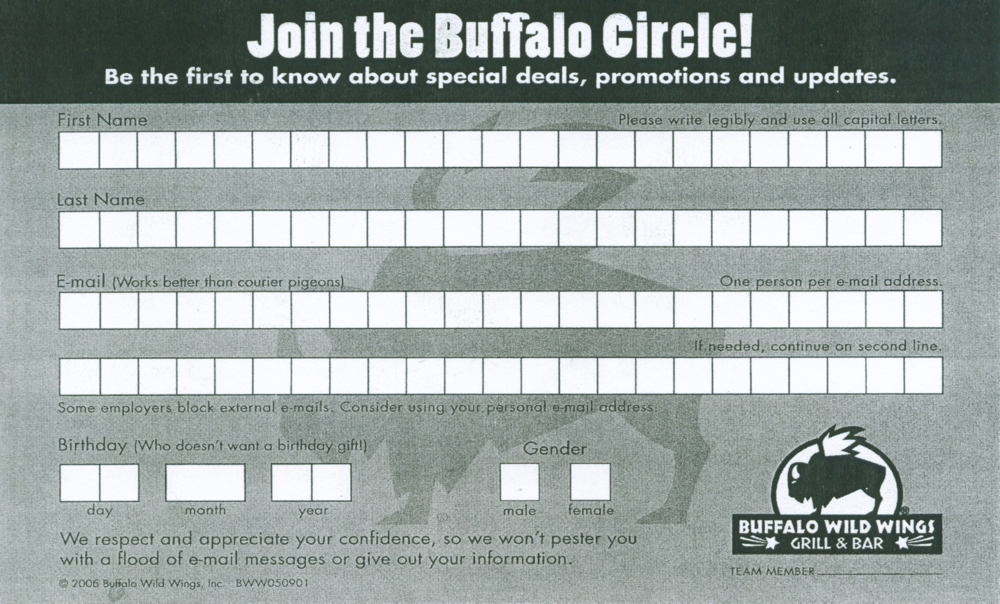 Join the Buffalo Circle!
Be the first to know about special deals, promotions and updates.
First Name
Please write legibly and use all capital letters.
Last Name
E-mail (Works better than courier pigeons)
One person per e-mail address.
If needed, continue on second line.
Some employers block external e-mails. Consider using your personal e-mail address.
Birthday (Who doesn't want a birthday gift!)
Gender
day month year
male female
®
®
BUFFALO WILD WINGS
GRILL & BAR
We respect and appreciate your confidence, so we won't pester you
with a flood of e-mail messages or give out your information.
TEAM MEMBER
© 2006 Buffalo Wild Wings, Inc. BWW050901